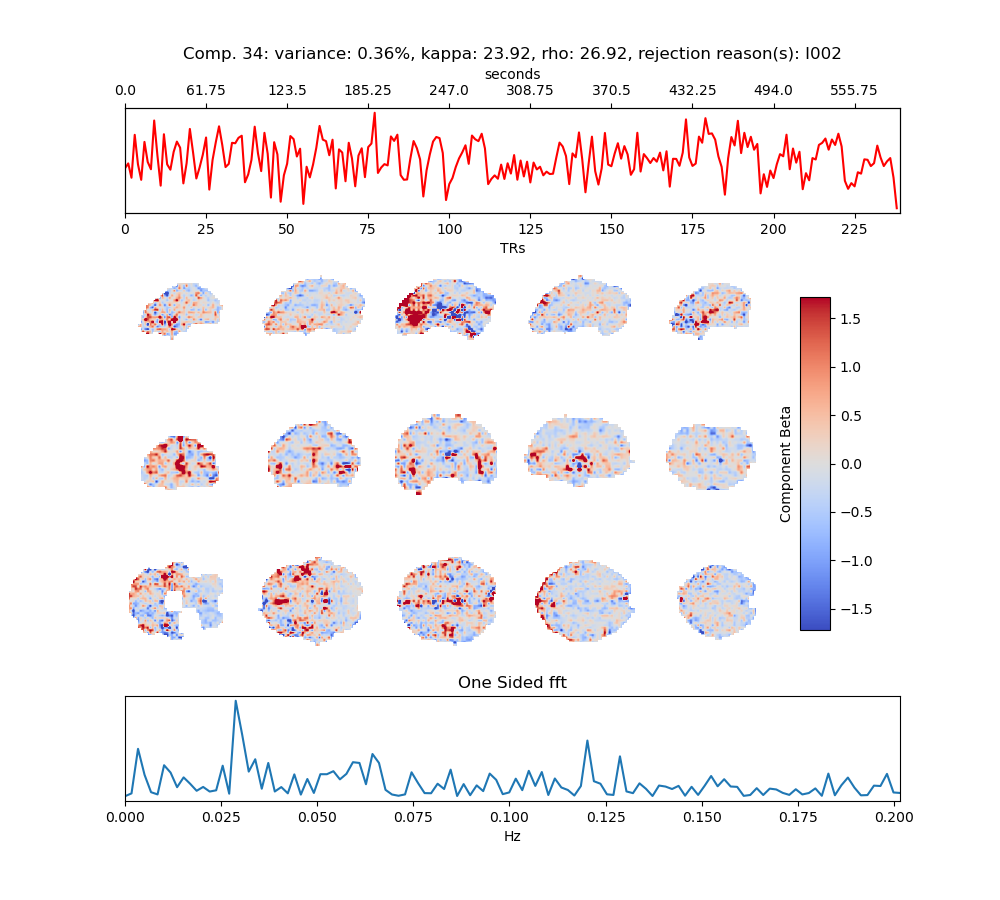 Comp. 34: variance: 0.36%, kappa: 23.92, rho: 26.92, rejection reason(s): I002
seconds
0.0 61.75 123.5 185.25 247.0 308.75 370.5 432.25 494.0 555.75
0 25 50 75 100 125 150 175 200 225
TRs
1.5
1.0
0.5
0.0
−0.5
−1.0
−1.5
Component Beta
One Sided fft
0.000 0.025 0.050 0.075 0.100 0.125 0.150 0.175 0.200
Hz